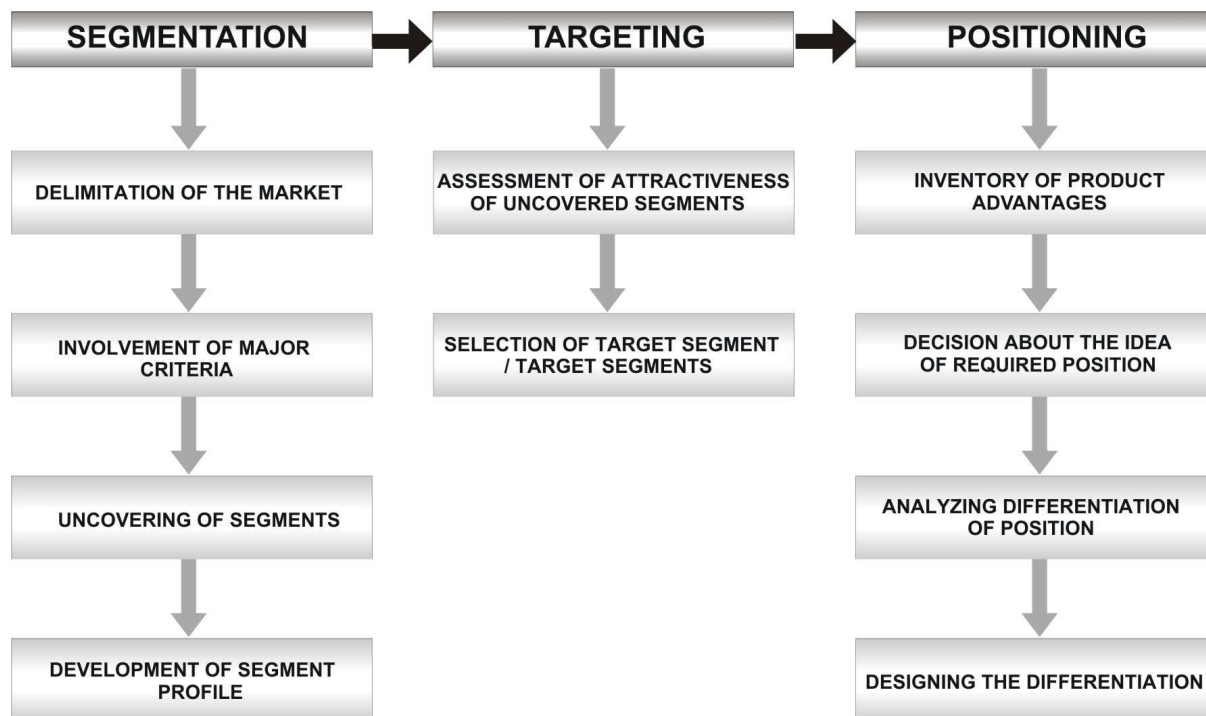 SEGMENTATION
DELIMITATION OF THE MARKET
INVOLVEMENT OF MAJOR
CRITERIA
UNCOVERING OF SEGMENTS
DEVELOPMENT OF SEGMENT
PROFILE
TARGETING
ASSESSMENT OF ATTRACTIVENESS
OF UNCOVERED SEGMENTS
SELECTION OF TARGET SEGMENT
/ TARGET SEGMENTS
POSITIONING
INVENTORY OF PRODUCT
ADVANTAGES
DECISION ABOUT THE IDEA
OF REQUIRED POSITION
ANALYZING DIFFERENTIATION
OF POSITION
DESIGNING THE DIFFERENTIATION